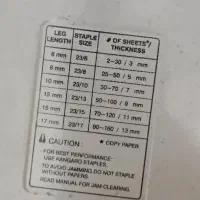 LEG LENGTH STAPLE SIZE # OF SHEETS*/ THICKNESS
6 mm 23/6 2-30 / 3 mm
8 mm 23/8 25-50 / 5 mm
10 mm 23/10 30-70 / 7 mm
13 mm 23/13 50-100 / 9 mm
15 mm 23/15 70-120 / 11 mm
17 mm 23/17 90-160 / 13 mm
⚠ CAUTION : ★ COPY PAPER
· FOR BEST PERFORMANCE
USE KANGARO STAPLES.
· TO AVOID JAMMING,DO NOT STAPLE
WITHOUT PAPERS.
READ MANUAL FOR JAM-CLEARING.